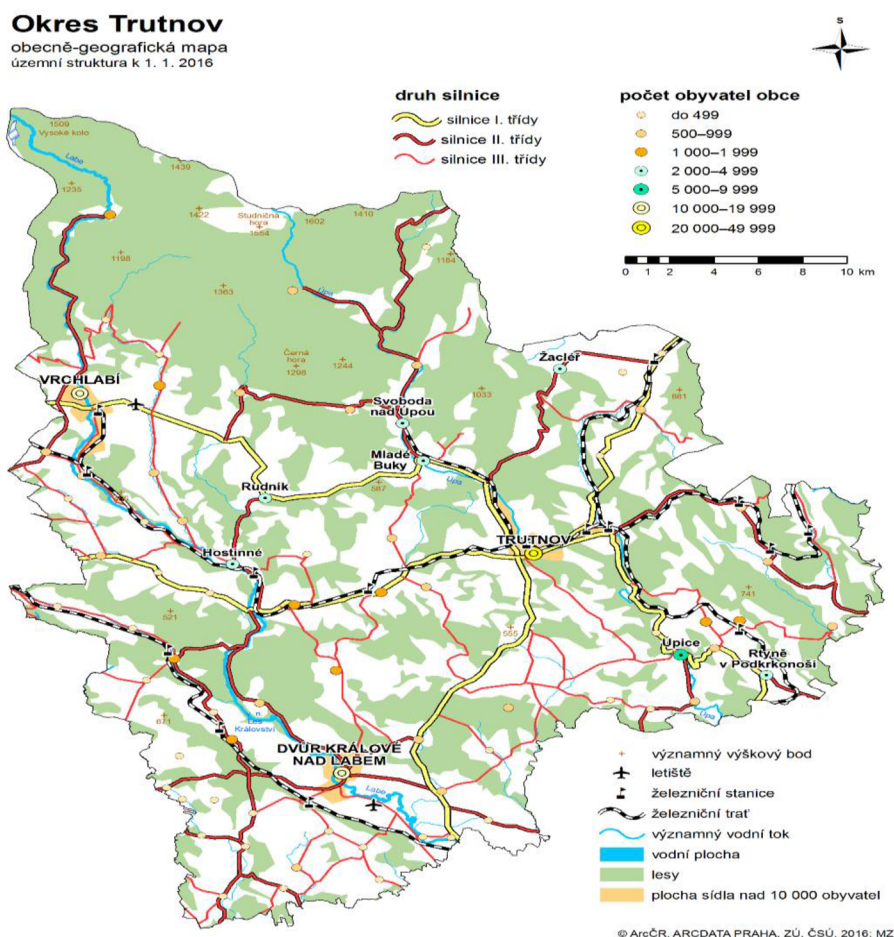 Okres Trutnov
obecně-geografická mapa
územní struktura k 1. 1. 2016
S
druh silnice
silnice I. třídy
silnice II. třídy
silnice III. třídy
počet obyvatel obce
do 499
500–999
1 000–1 999
2 000–4 999
5 000–9 999
10 000–19 999
20 000–49 999
0 1 2 4 6 8 10 km
1509
Vysoké kolo
Labe
1439
1235
1422
Studniční
hora
1554
1602
1410
1198
1184
1363
Úpa
Černá
hora
1298
1244
Žacléř
VRCHLABÍ
1033
881
Svoboda
nad Úpou
Mladé
Buky
Úpa
587
Rudník
TRUTNOV
Hostinné
741
521
555
Úpice
Rtyně
v Podkrkonoší
671
n.
Les
Království
Úpa
DVŮR KRÁLOVÉ
NAD LABEM
Labe
významný výškový bod
letiště
železniční stanice
železniční trať
významný vodní tok
vodní plocha
lesy
plocha sídla nad 10 000 obyvatel
© ArcČR, ARCDATA PRAHA, ZÚ, ČSÚ, 2016; MZ